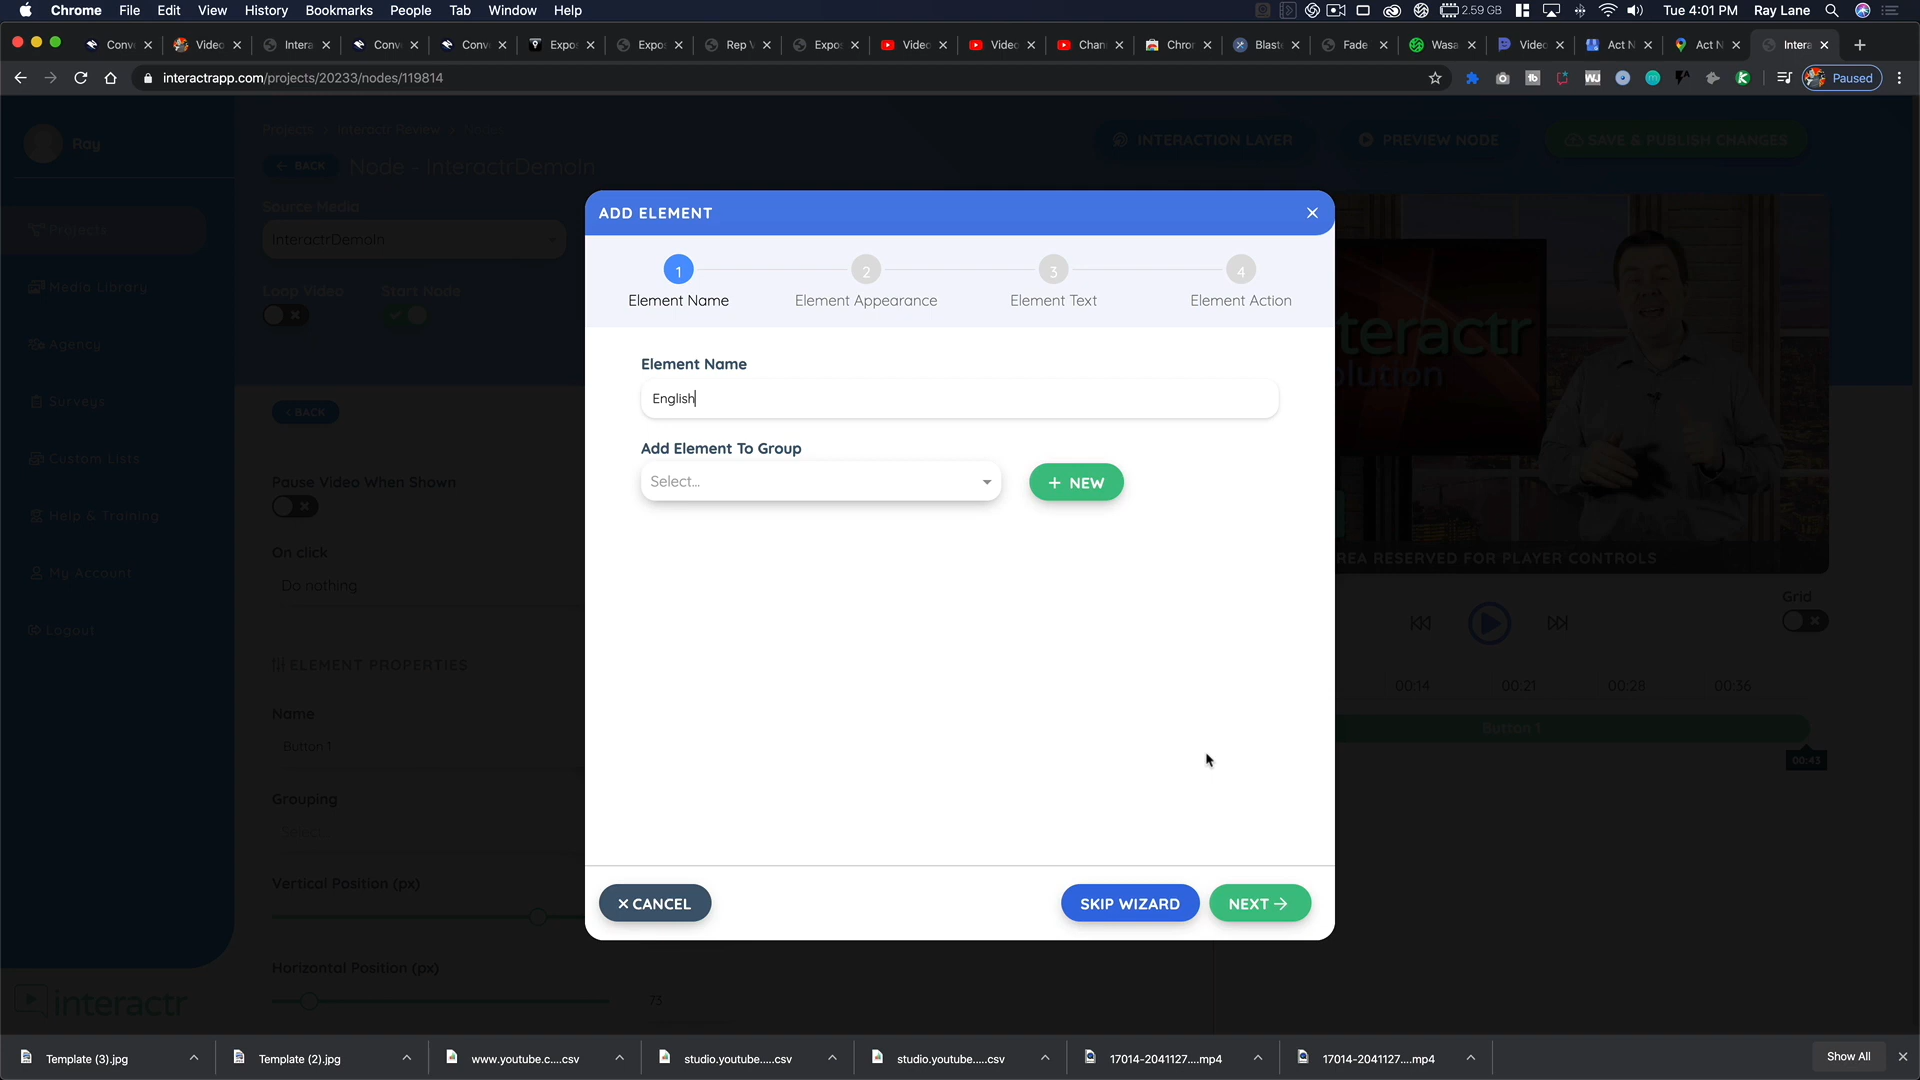 Chrome File Edit View History Bookmarks People Tab Window Help 2.59 GB Tue 4:01 PM Ray Lane
Conv Video Intera Conv Conv Expo Expo Rep V Expo Video Video Chan Chro Blaste Fade Wasa Video Act N Act N Intera
interactrapp.com/projects/20233/nodes/119814 Paused
Projects Interactr Review
Ray
INTERACTION LAYER PREVIEW NODE SAVE & PUBLISH CHANGES
BACK Node - InteractrDemoIn
Source Media
InteractrDemoIn
Projects
Media Library
Loop Video Start Node
Agency
Surveys
< BACK
Custom Lists
Pause Video When Shown
Help & Training
On click
My Account
Do nothing
Logout
ELEMENT PROPERTIES
Name
Button 1
Grouping
Select...
Vertical Position (px)
Horizontal Position (px)
73
interactr
ADD ELEMENT
1 2 3 4
Element Name Element Appearance Element Text Element Action
Element Name
English
Add Element To Group
Select... + NEW
CANCEL SKIP WIZARD NEXT
teractr
olution
REA RESERVED FOR PLAYER CONTROLS
Grid
00:14 00:21 00:28 00:36
Button 1
00:43
Template (3).jpg Template (2).jpg www.youtube.c....csv studio.youtube.....csv studio.youtube.....csv 17014-2041127....mp4 17014-2041127....mp4 Show All